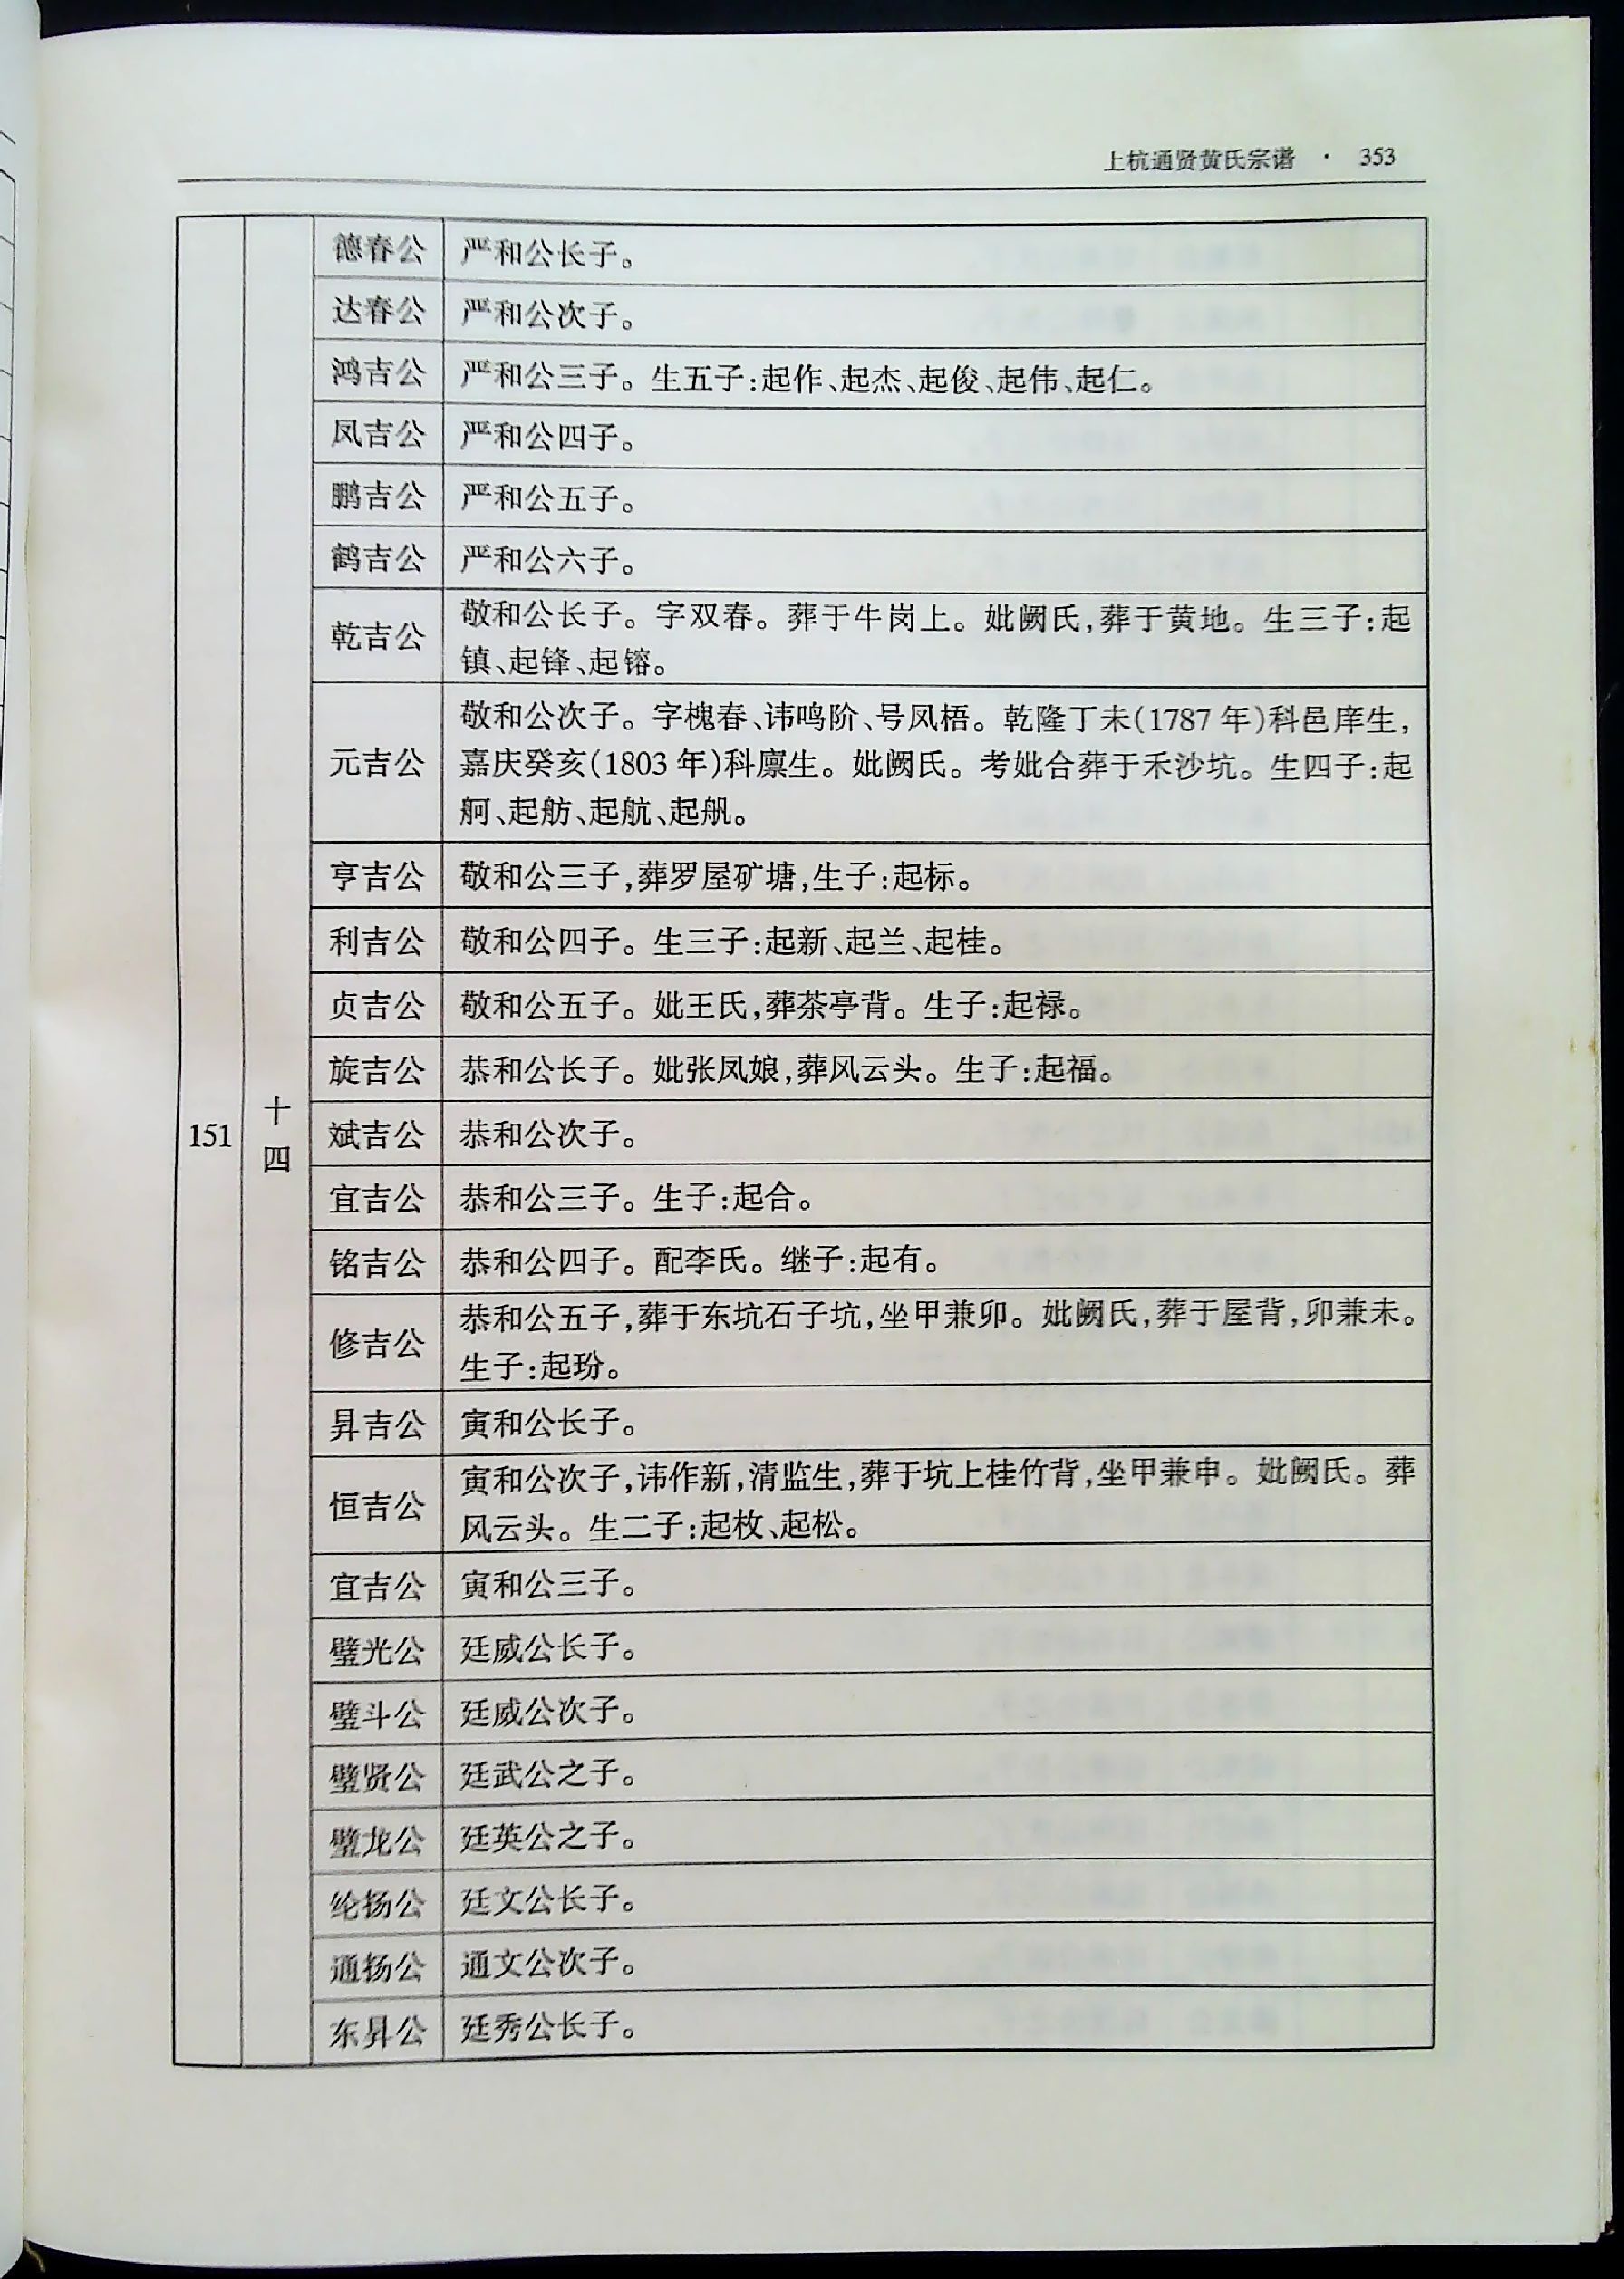 上杭通贤黄氏宗谱 · 353
151
十四
德春公 严和公长子。
达春公 严和公次子。
鸿吉公 严和公三子。生五子:起作、起杰、起俊、起伟、起仁。
凤吉公 严和公四子。
鹏吉公 严和公五子。
鹤吉公 严和公六子。
乾吉公 敬和公长子。字双春。葬于牛岗上。妣阙氏,葬于黄地。生三子:起
镇、起锋、起镕。
元吉公 敬和公次子。字槐春、讳鸣阶、号凤梧。乾隆丁未(1787年)科邑庠生,
嘉庆癸亥(1803年)科廪生。妣阙氏。考妣合葬于禾沙坑。生四子:起
舸、起舫、起航、起帆。
亨吉公 敬和公三子,葬罗屋矿塘,生子:起标。
利吉公 敬和公四子。生三子:起新、起兰、起桂。
贞吉公 敬和公五子。妣王氏,葬茶亭背。生子:起禄。
旋吉公 恭和公长子。妣张凤娘,葬风云头。生子:起福。
斌吉公 恭和公次子。
宜吉公 恭和公三子。生子:起合。
铭吉公 恭和公四子。配李氏。继子:起有。
修吉公 恭和公五子,葬于东坑石子坑,坐甲兼卯。妣阙氏,葬于屋背,卯兼未。
生子:起玢。
昇吉公 寅和公长子。
恒吉公 寅和公次子,讳作新,清监生,葬于坑上桂竹背,坐甲兼申。妣阙氏。葬
风云头。生二子:起枚、起松。
宜吉公 寅和公三子。
璧光公 廷威公长子。
璧斗公 廷威公次子。
璧贤公 廷武公之子。
璧龙公 廷英公之子。
纶扬公 廷文公长子。
通扬公 通文公次子。
东昇公 廷秀公长子。